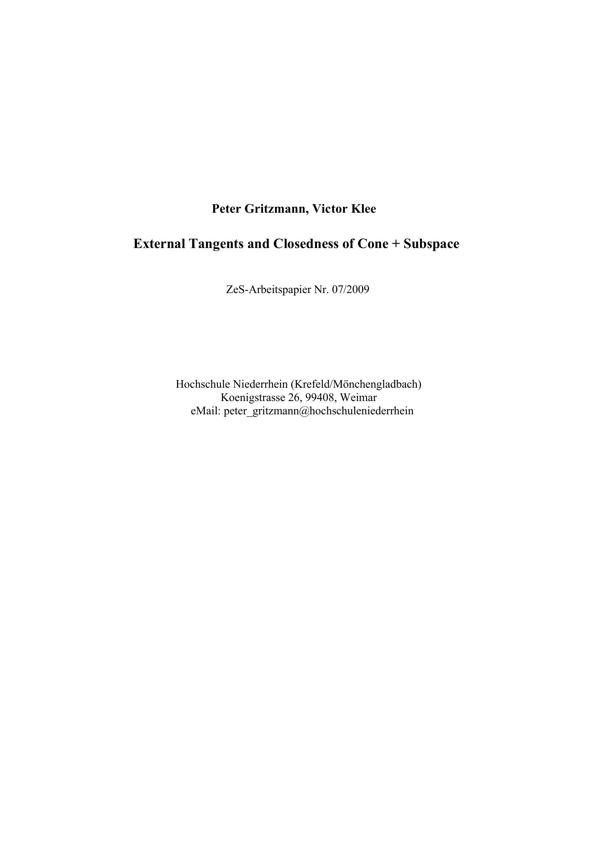 Peter Gritzmann, Victor Klee
External Tangents and Closedness of Cone + Subspace
ZeS-Arbeitspapier Nr. 07/2009
Hochschule Niederrhein (Krefeld/Mönchengladbach)
Koenigstrasse 26, 99408, Weimar
eMail: peter_gritzmann@hochschuleniederrhein